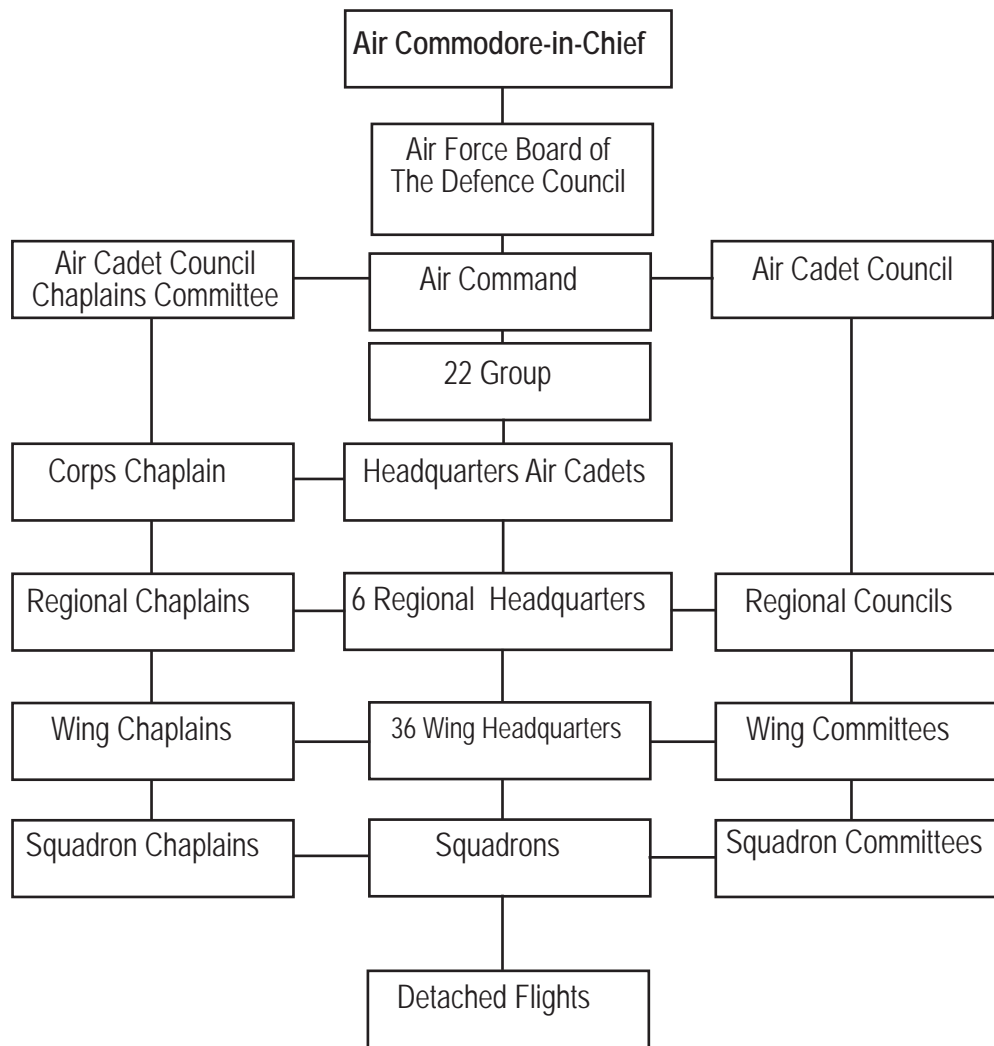 Air Commodore-in-Chief
Air Force Board of
The Defence Council
Air Cadet Council
Chaplains Committee
Air Command
Air Cadet Council
22 Group
Corps Chaplain
Headquarters Air Cadets
Regional Chaplains
6 Regional Headquarters
Regional Councils
Wing Chaplains
36 Wing Headquarters
Wing Committees
Squadron Chaplains
Squadrons
Squadron Committees
Detached Flights